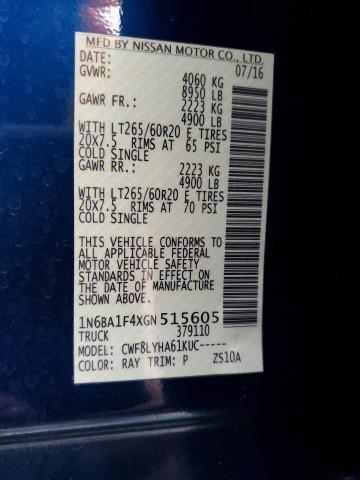 MFD BY NISSAN MOTOR CO., LTD.
DATE: 07/16
GVWR: 4060 KG
8950 LB
GAWR FR.: 2223 KG
4900 LB
WITH LT265/60R20 E TIRES
20X7.5 RIMS AT 65 PSI
COLD SINGLE
GAWR RR.: 2223 KG
4900 LB
WITH LT265/60R20 E TIRES
20X7.5 RIMS AT 70 PSI
COLD SINGLE
THIS VEHICLE CONFORMS TO
ALL APPLICABLE FEDERAL
MOTOR VEHICLE SAFETY
STANDARDS IN EFFECT ON
THE DATE OF MANUFACTURE
SHOWN ABOVE.
1N6BA1F4XGN515605
TRUCK 379110
MODEL: CWF8LYHA61KUC-----
COLOR: RAY TRIM: P ZS10A